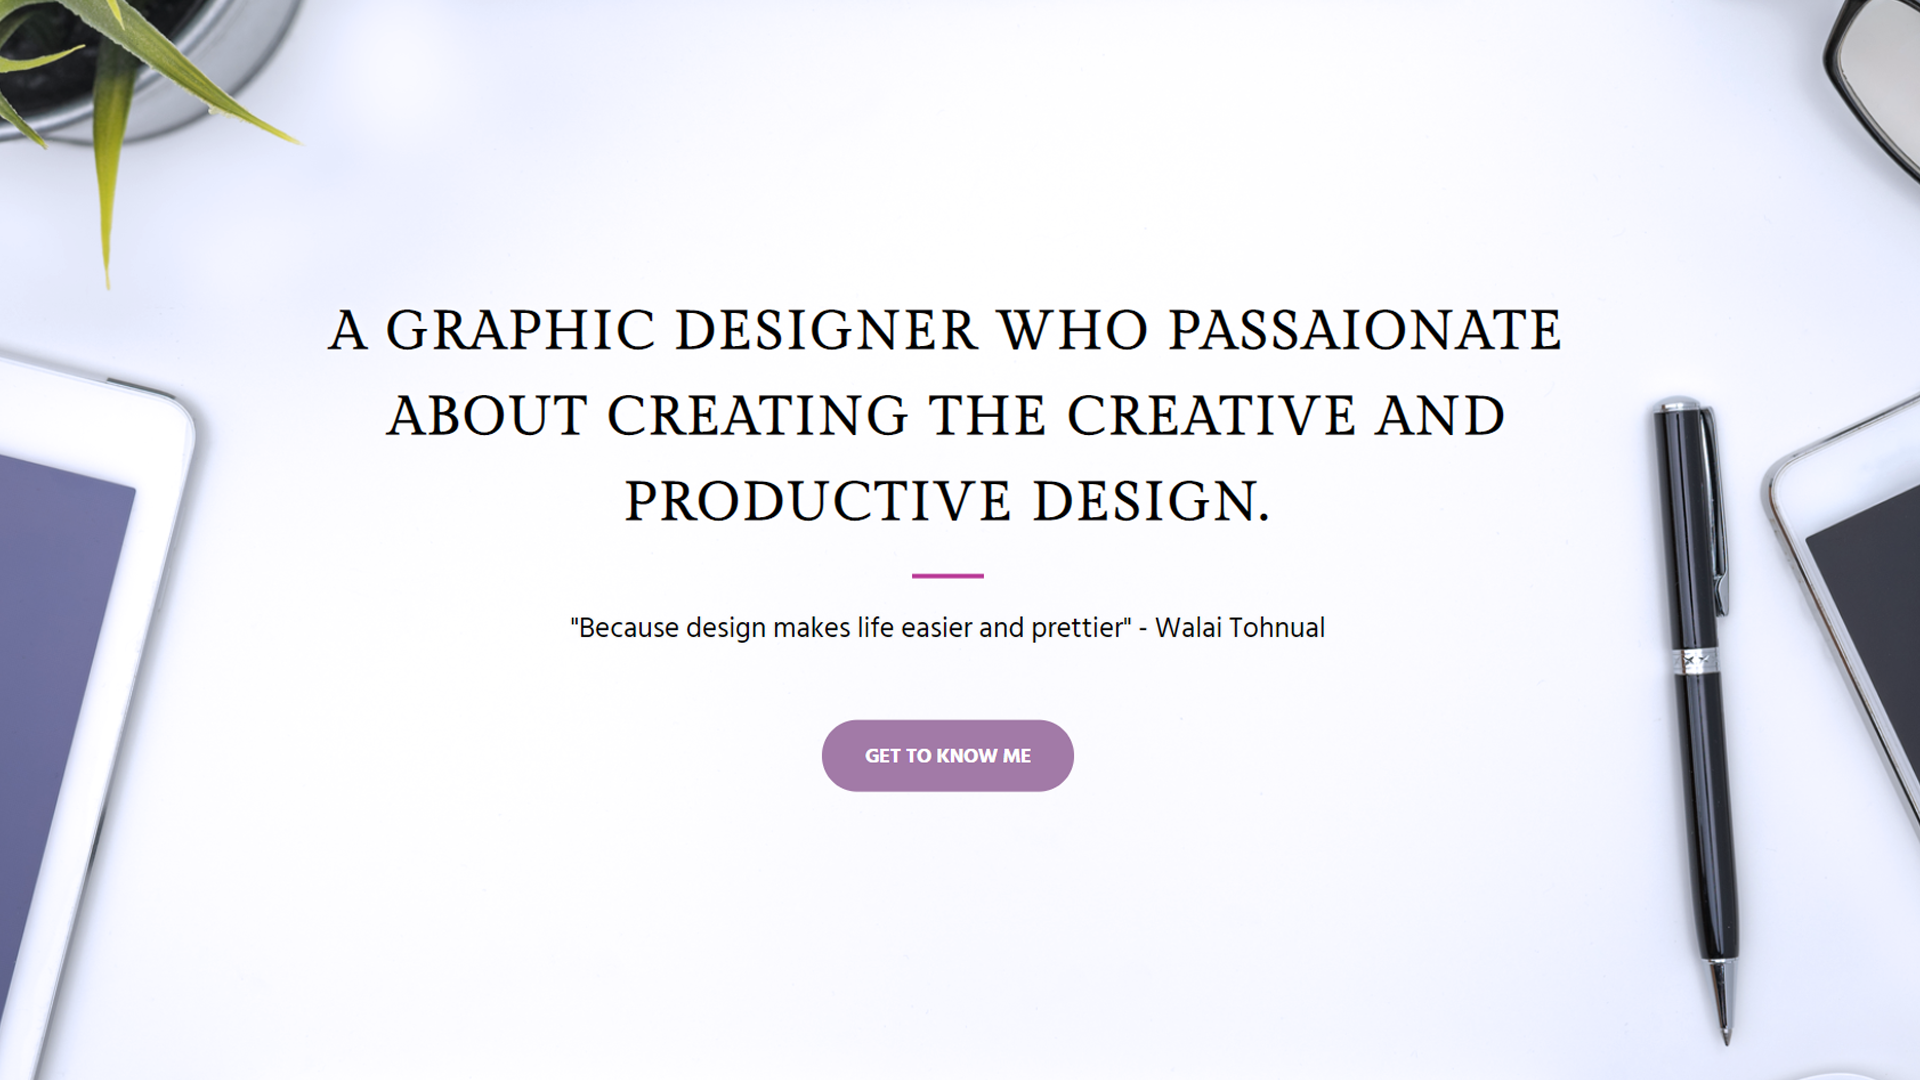 A GRAPHIC DESIGNER WHO PASSAIONATE
ABOUT CREATING THE CREATIVE AND
PRODUCTIVE DESIGN.
"Because design makes life easier and prettier" - Walai Tohnual
GET TO KNOW ME